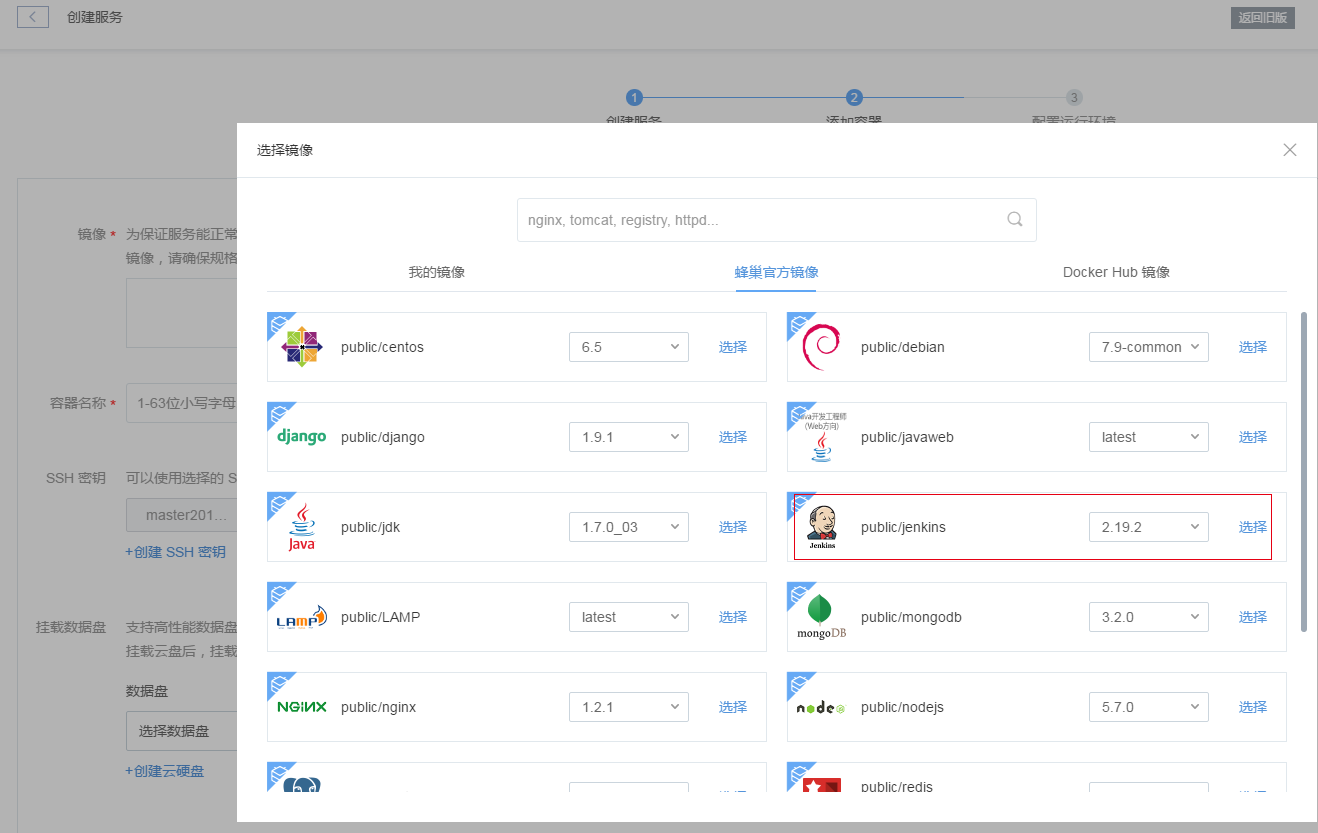 创建服务
返回旧版
1
2
3
创建服务
添加容器
配置运行环境
选择镜像
镜像 * 为保证服务能正常
镜像，请确保规格
nginx, tomcat, registry, httpd...
我的镜像
蜂巢官方镜像
Docker Hub 镜像
public/centos
6.5
选择
public/debian
7.9-common
选择
django
public/django
1.9.1
选择
Java开发工程师
(Web方向)
public/javaweb
latest
选择
容器名称 * 1-63位小写字母
SSH 密钥 可以使用选择的 S
master201...
+创建 SSH 密钥
Java
public/jdk
1.7.0_03
选择
Jenkins
public/jenkins
2.19.2
选择
LAMP
public/LAMP
latest
选择
mongoDB
public/mongodb
3.2.0
选择
挂载数据盘 支持高性能数据盘
挂载云盘后，挂载
数据盘
选择数据盘
+创建云硬盘
NGiNX
public/nginx
1.2.1
选择
node
public/nodejs
5.7.0
选择
public/redis